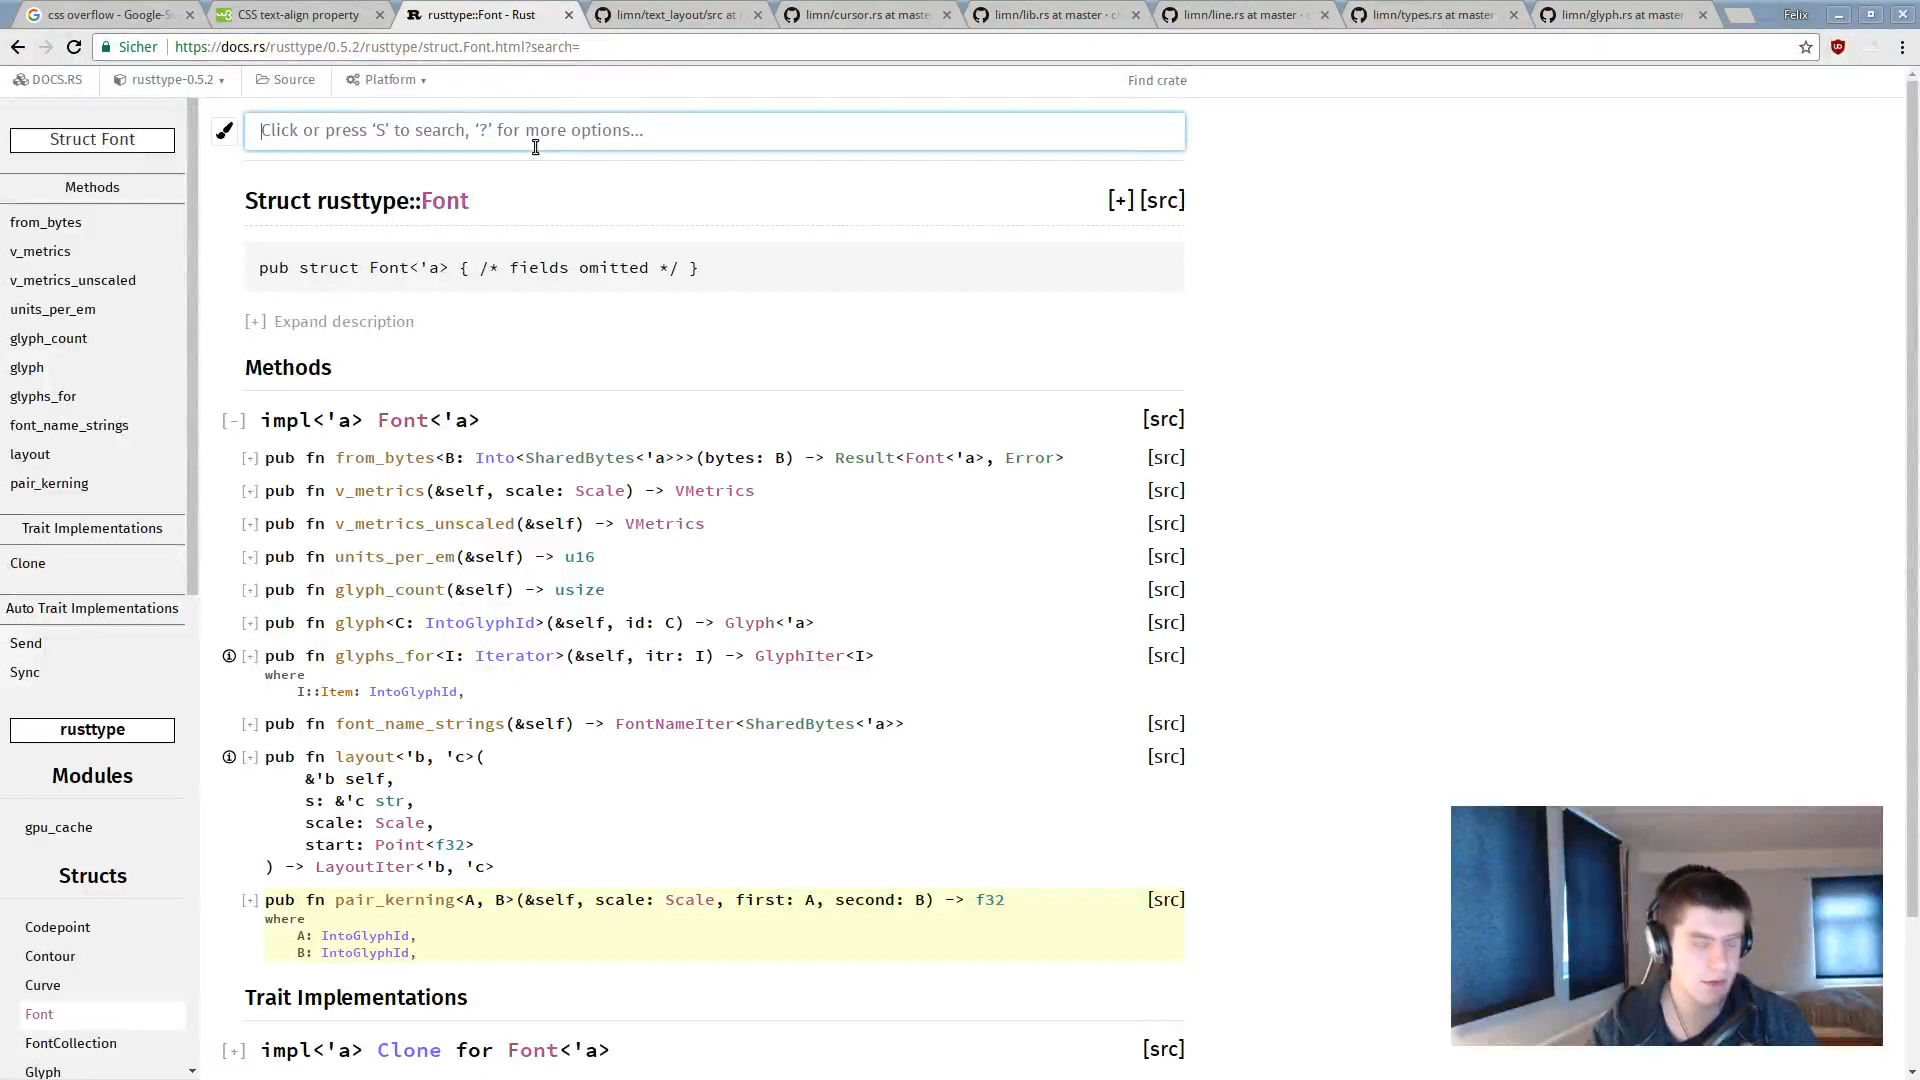 css overflow - Google-S
CSS text-align property
rusttype::Font - Rust
limn/text_layout/src at
limn/cursor.rs at maste
limn/lib.rs at master · c
limn/line.rs at master ·
limn/types.rs at master
limn/glyph.rs at master
Felix
Sicher
https://docs.rs/rusttype/0.5.2/rusttype/struct.Font.html?search=
DOCS.RS
rusttype-0.5.2
Source
Platform
Find crate
Click or press ‘S’ to search, ‘?’ for more options...
Struct Font
Methods
from_bytes
v_metrics
v_metrics_unscaled
units_per_em
glyph_count
glyph
glyphs_for
font_name_strings
layout
pair_kerning
Trait Implementations
Clone
Auto Trait Implementations
Send
Sync
rusttype
Modules
gpu_cache
Structs
Codepoint
Contour
Curve
Font
FontCollection
Glyph
Struct rusttype::Font
[+] [src]
pub struct Font<'a> { /* fields omitted */ }
[+] Expand description
Methods
[-] impl<'a> Font<'a> [src]
[+] pub fn from_bytes<B: Into<SharedBytes<'a>>>(bytes: B) -> Result<Font<'a>, Error> [src]
[+] pub fn v_metrics(&self, scale: Scale) -> VMetrics [src]
[+] pub fn v_metrics_unscaled(&self) -> VMetrics [src]
[+] pub fn units_per_em(&self) -> u16 [src]
[+] pub fn glyph_count(&self) -> usize [src]
[+] pub fn glyph<C: IntoGlyphId>(&self, id: C) -> Glyph<'a> [src]
[+] pub fn glyphs_for<I: Iterator>(&self, itr: I) -> GlyphIter<I> [src]
where
I::Item: IntoGlyphId,
[+] pub fn font_name_strings(&self) -> FontNameIter<SharedBytes<'a>> [src]
[+] pub fn layout<'b, 'c>( [src]
&'b self,
s: &'c str,
scale: Scale,
start: Point<f32>
) -> LayoutIter<'b, 'c>
[+] pub fn pair_kerning<A, B>(&self, scale: Scale, first: A, second: B) -> f32 [src]
where
A: IntoGlyphId,
B: IntoGlyphId,
Trait Implementations
[+] impl<'a> Clone for Font<'a> [src]